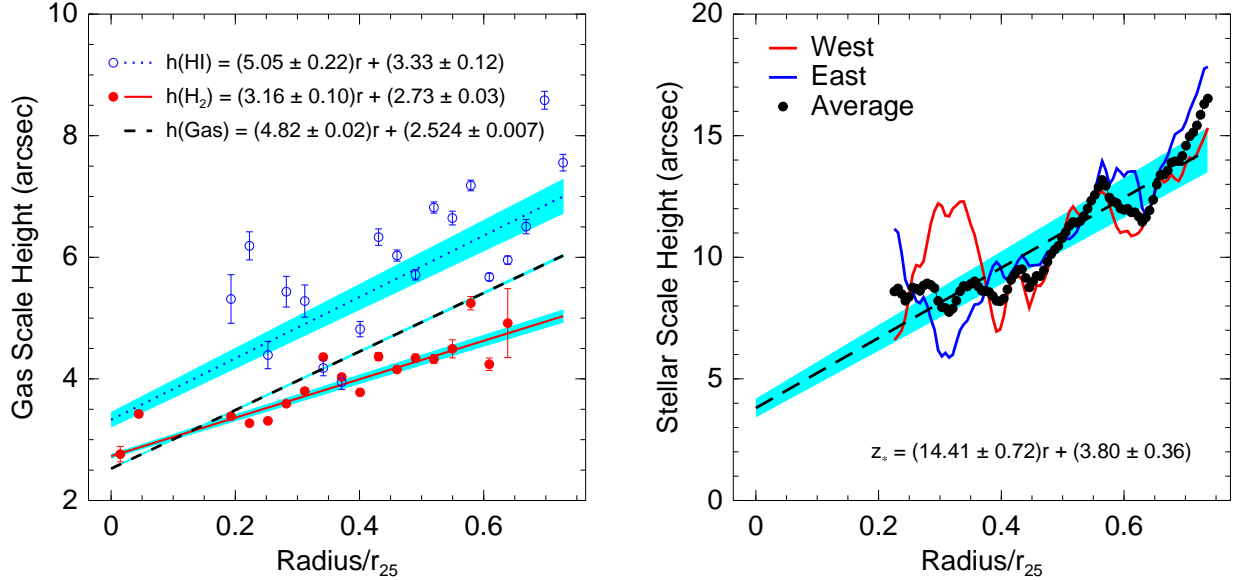 10
8
6
4
2
0
0.2
0.4
0.6
Gas Scale Height (arcsec)
Radius/r₂₅
h(HI) = (5.05 ± 0.22)r + (3.33 ± 0.12)
h(H₂) = (3.16 ± 0.10)r + (2.73 ± 0.03)
h(Gas) = (4.82 ± 0.02)r + (2.524 ± 0.007)
20
15
10
5
0
0
0.2
0.4
0.6
Stellar Scale Height (arcsec)
Radius/r₂₅
West
East
Average
z* = (14.41 ± 0.72)r + (3.80 ± 0.36)